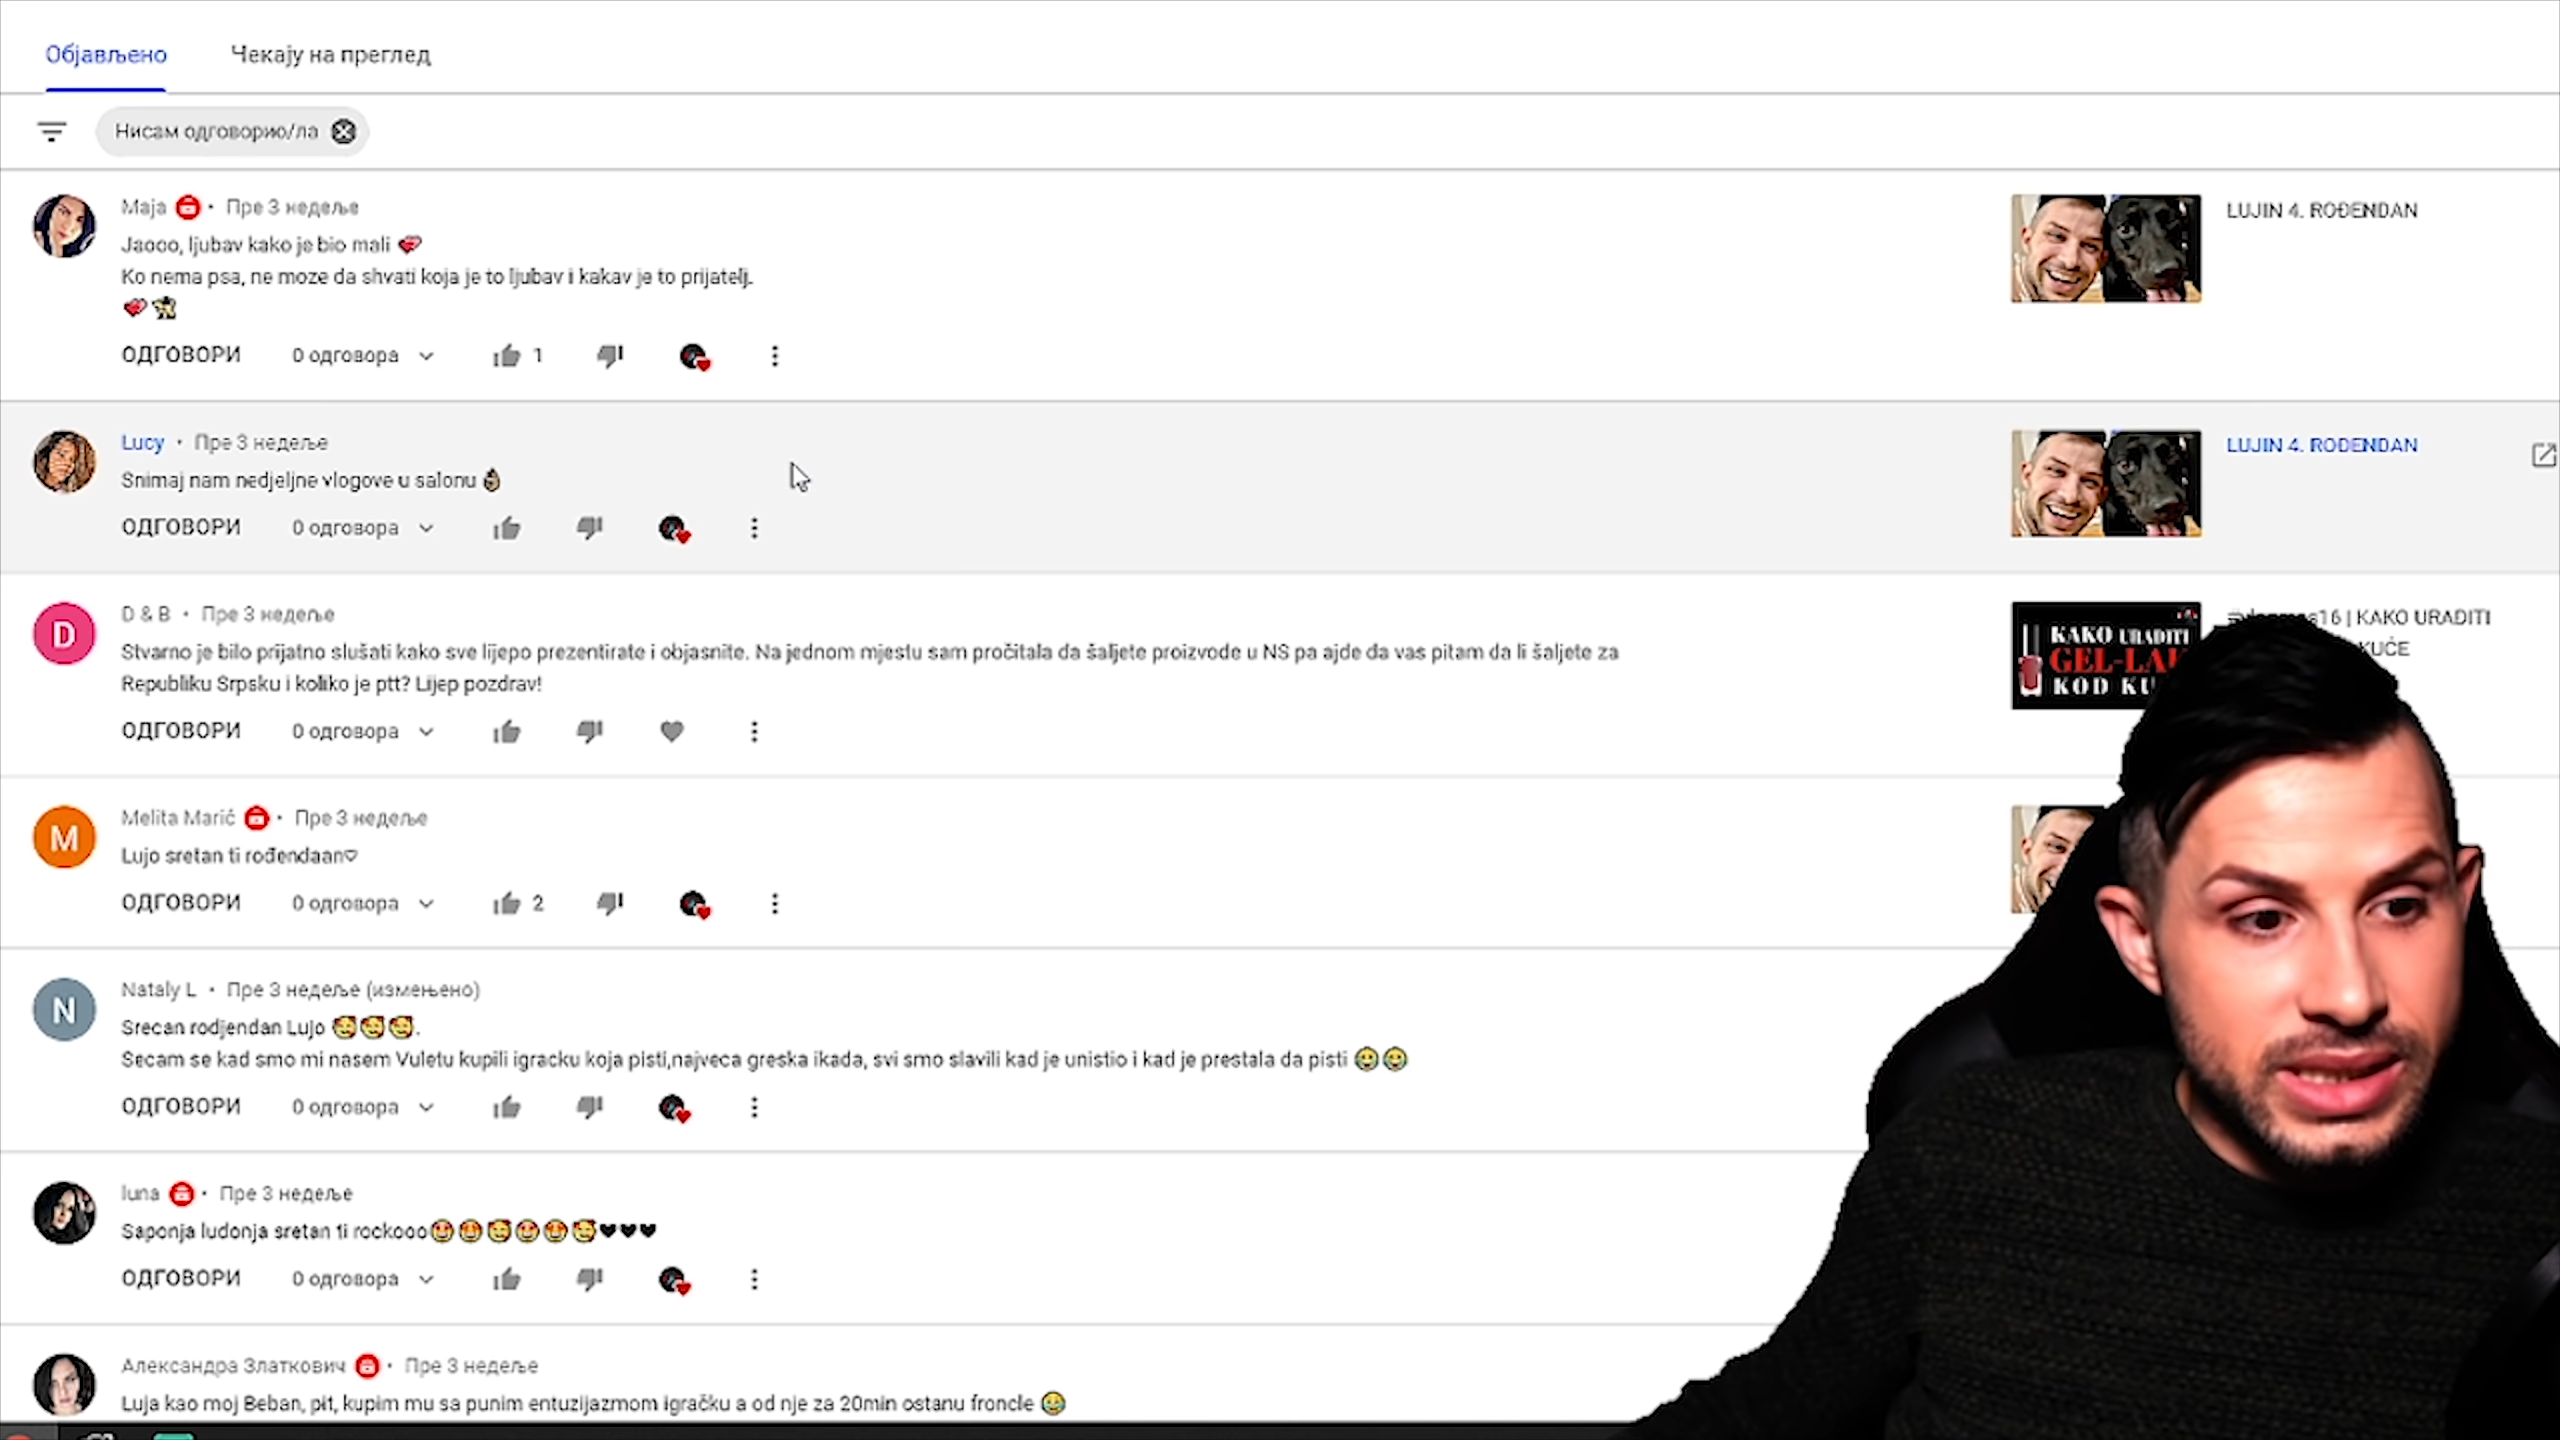 Објављено
Чекају на преглед
Нисам одговорио/ла
Maja • Пре 3 недеље
Jaooo, ljubav kako je bio mali
Ko nema psa, ne moze da shvati koja je to ljubav i kakav je to prijatelj.
ОДГОВОРИ 0 одговора 1
LUJIN 4. ROĐENDAN
Lucy • Пре 3 недеље
Snimaj nam nedjeljne vlogove u salonu
ОДГОВОРИ 0 одговора
LUJIN 4. ROĐENDAN
D & B • Пре 3 недеље
Stvarno je bilo prijatno slušati kako sve lijepo prezentirate i objasnite. Na jednom mjestu sam pročitala da šaljete proizvode u NS pa ajde da vas pitam da li šaljete za
Republiku Srpsku i koliko je ptt? Lijep pozdrav!
ОДГОВОРИ 0 одговора
KAKO URADITI
GEL-LAK
KOD KU
16 | KAKO URADITI
KUĆE
D
Melita Marić • Пре 3 недеље
Lujo sretan ti rođendaan♡
ОДГОВОРИ 0 одговора 2
M
Nataly L • Пре 3 недеље (измењено)
Srecan rodjendan Lujo 🥰🥰🥰.
Secam se kad smo mi nasem Vuletu kupili igracku koja pisti,najveca greska ikada, svi smo slavili kad je unistio i kad je prestala da pisti 😂😂
ОДГОВОРИ 0 одговора
N
luna • Пре 3 недеље
Saponja ludonja sretan ti rockooo
ОДГОВОРИ 0 одговора
Александра Златкович • Пре 3 недеље
Luja kao moj Beban, pit, kupim mu sa punim entuzijazmom igračku a od nje za 20min ostanu froncle 😂